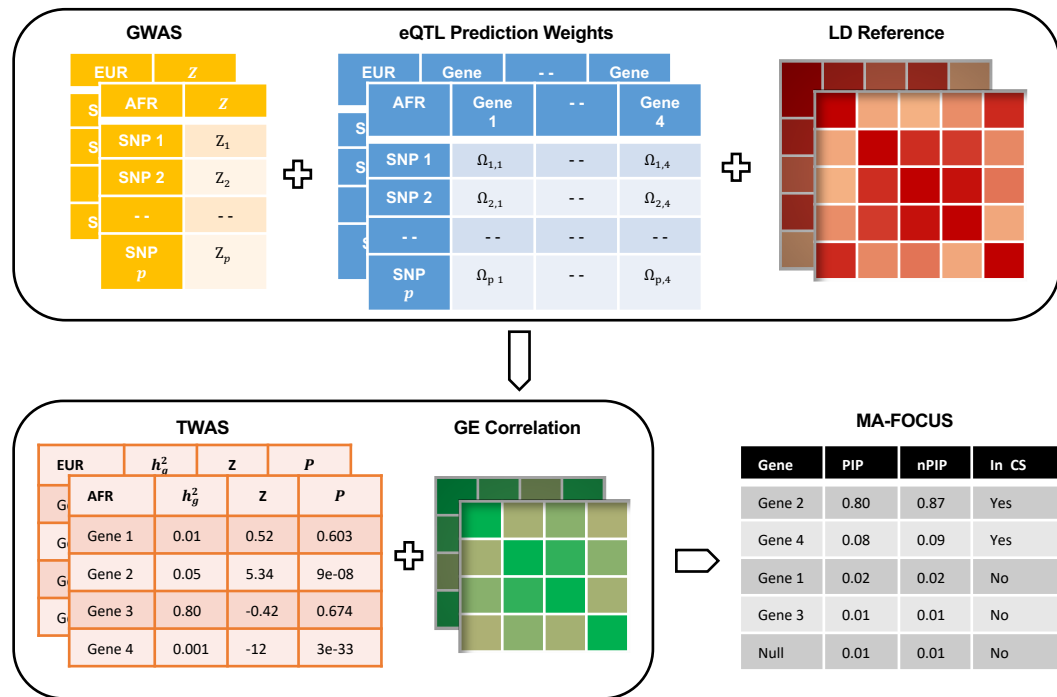 GWAS
eQTL Prediction Weights
LD Reference
EUR Z
AFR Z
SNP 1 Z₁
SNP 2 Z₂
-- --
SNP p Zₚ
EUR Gene -- Gene
AFR Gene 1 -- Gene 4
SNP 1 Ω₁,₁ -- Ω₁,₄
SNP 2 Ω₂,₁ -- Ω₂,₄
-- -- -- --
SNP p Ωₚ ₁ -- Ωₚ,₄
TWAS
GE Correlation
MA-FOCUS
EUR h²g Z P
AFR h²g Z P
Gene 1 0.01 0.52 0.603
Gene 2 0.05 5.34 9e-08
Gene 3 0.80 -0.42 0.674
Gene 4 0.001 -12 3e-33
Gene PIP nPIP In CS
Gene 2 0.80 0.87 Yes
Gene 4 0.08 0.09 Yes
Gene 1 0.02 0.02 No
Gene 3 0.01 0.01 No
Null 0.01 0.01 No